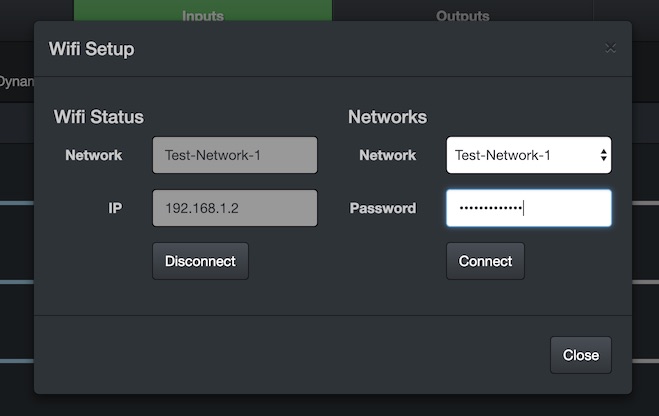 Inputs
Outputs
Wifi Setup
×
Dynam
Wifi Status
Networks
Network
Test-Network-1
Network
Test-Network-1
IP
192.168.1.2
Password
•••••••••••••
Disconnect
Connect
Close